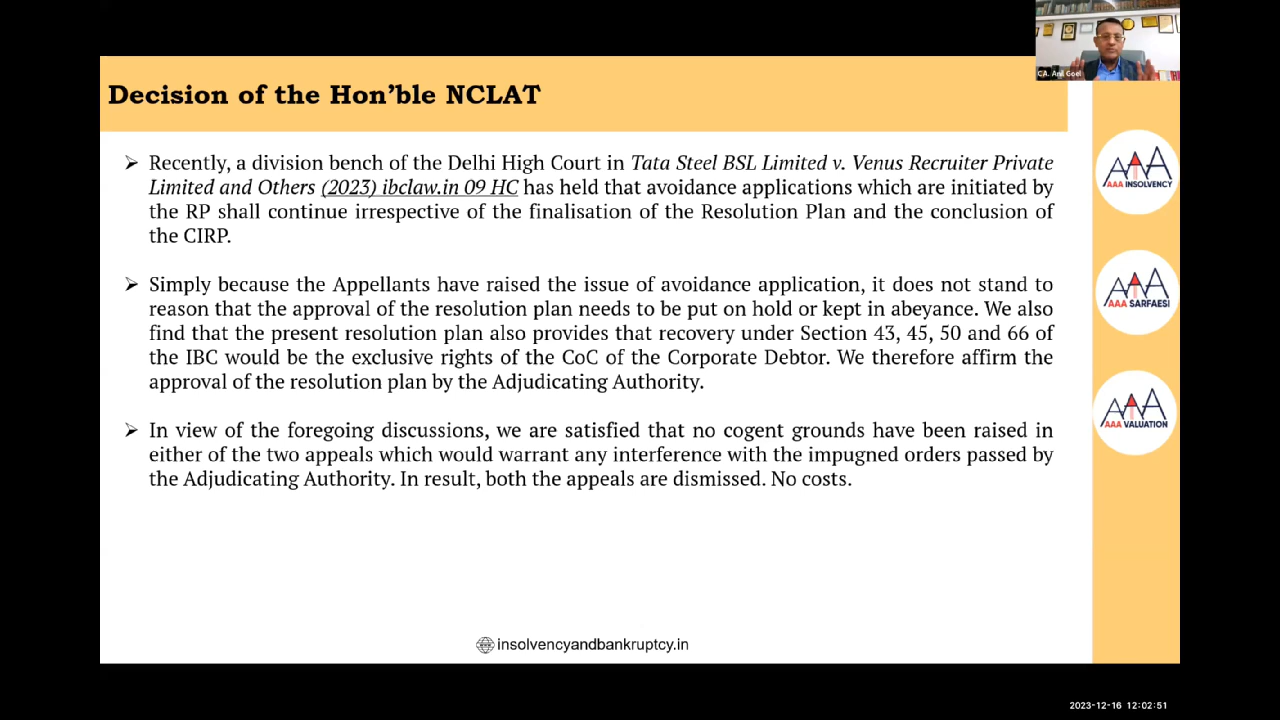 C.A. Anil Goel
Decision of the Hon’ble NCLAT
➢ Recently, a division bench of the Delhi High Court in Tata Steel BSL Limited v. Venus Recruiter Private
Limited and Others (2023) ibclaw.in 09 HC has held that avoidance applications which are initiated by
the RP shall continue irrespective of the finalisation of the Resolution Plan and the conclusion of
the CIRP.
➢ Simply because the Appellants have raised the issue of avoidance application, it does not stand to
reason that the approval of the resolution plan needs to be put on hold or kept in abeyance. We also
find that the present resolution plan also provides that recovery under Section 43, 45, 50 and 66 of
the IBC would be the exclusive rights of the CoC of the Corporate Debtor. We therefore affirm the
approval of the resolution plan by the Adjudicating Authority.
➢ In view of the foregoing discussions, we are satisfied that no cogent grounds have been raised in
either of the two appeals which would warrant any interference with the impugned orders passed by
the Adjudicating Authority. In result, both the appeals are dismissed. No costs.
AAA
AAA INSOLVENCY
AAA
AAA SARFAESI
AAA
AAA VALUATION
insolvencyandbankruptcy.in
2023-12-16 12:02:51